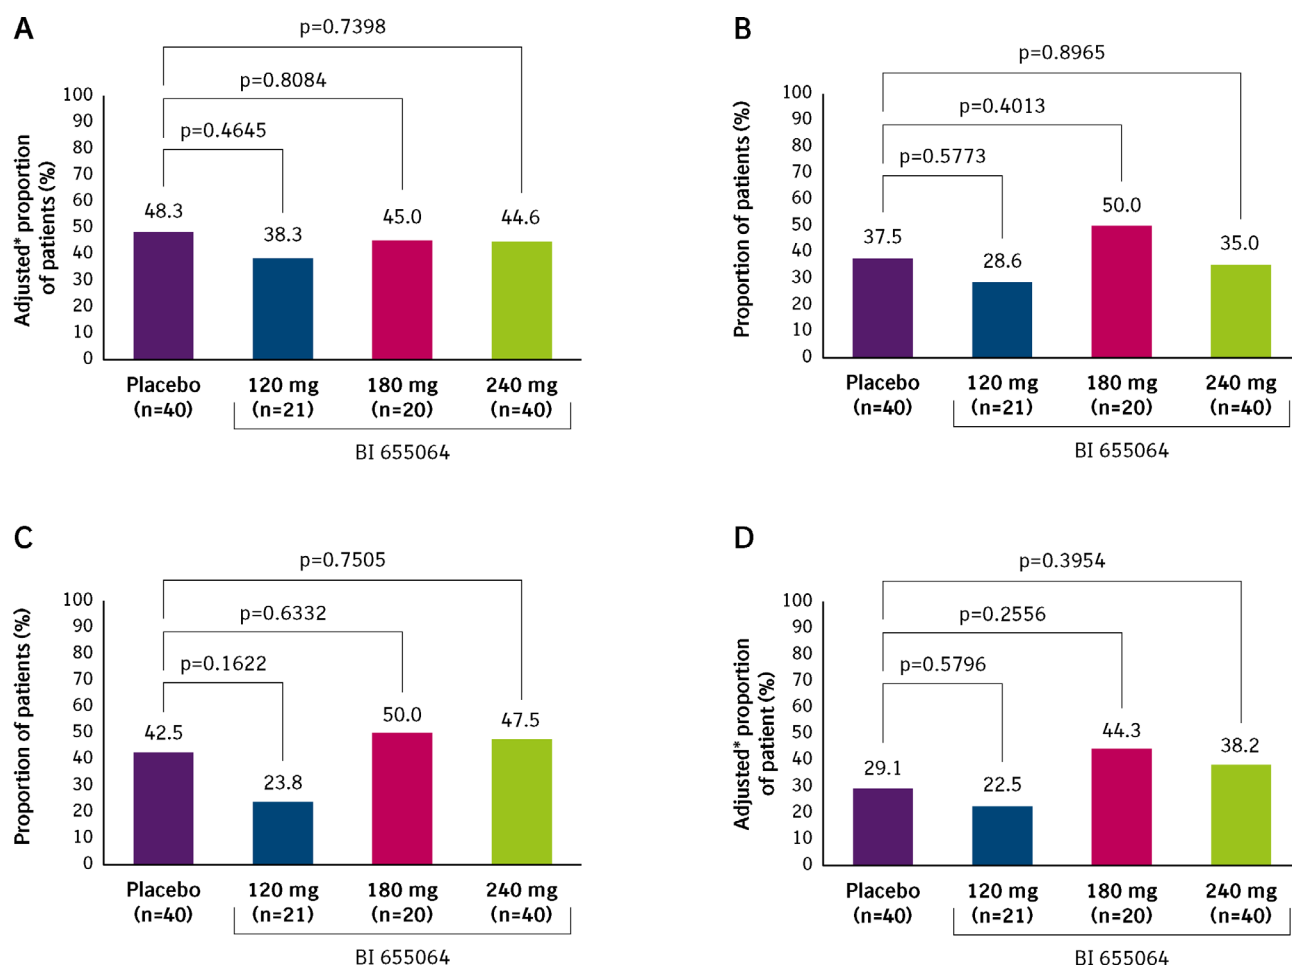 A
p=0.7398
p=0.8084
p=0.4645
Adjusted* proportion
of patients (%)
100
90
80
70
60
50
40
30
20
10
0
48.3
38.3
45.0
44.6
Placebo
(n=40)
120 mg
(n=21)
180 mg
(n=20)
240 mg
(n=40)
BI 655064
B
p=0.8965
p=0.4013
p=0.5773
Proportion of patients (%)
100
90
80
70
60
50
40
30
20
10
0
37.5
28.6
50.0
35.0
Placebo
(n=40)
120 mg
(n=21)
180 mg
(n=20)
240 mg
(n=40)
BI 655064
C
p=0.7505
p=0.6332
p=0.1622
Proportion of patients (%)
100
90
80
70
60
50
40
30
20
10
0
42.5
23.8
50.0
47.5
Placebo
(n=40)
120 mg
(n=21)
180 mg
(n=20)
240 mg
(n=40)
BI 655064
D
p=0.3954
p=0.2556
p=0.5796
Adjusted* proportion
of patient (%)
100
90
80
70
60
50
40
30
20
10
0
29.1
22.5
44.3
38.2
Placebo
(n=40)
120 mg
(n=21)
180 mg
(n=20)
240 mg
(n=40)
BI 655064